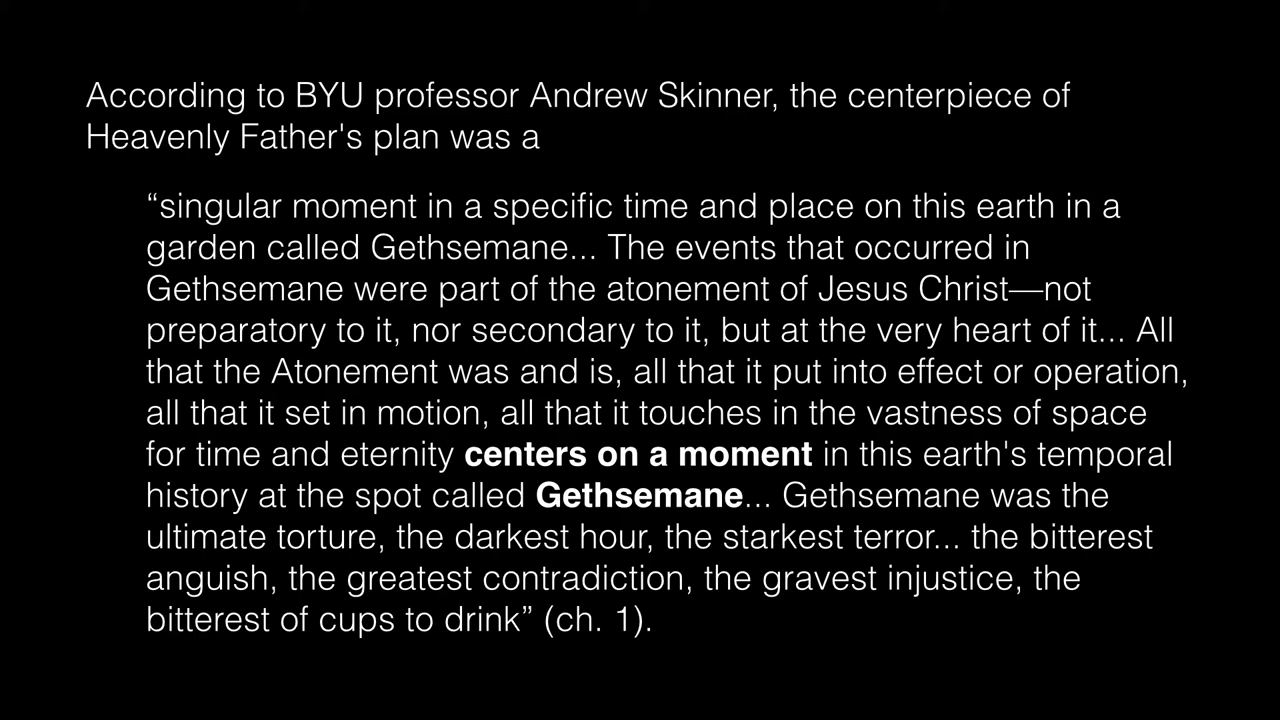 According to BYU professor Andrew Skinner, the centerpiece of
Heavenly Father's plan was a
“singular moment in a specific time and place on this earth in a
garden called Gethsemane... The events that occurred in
Gethsemane were part of the atonement of Jesus Christ—not
preparatory to it, nor secondary to it, but at the very heart of it... All
that the Atonement was and is, all that it put into effect or operation,
all that it set in motion, all that it touches in the vastness of space
for time and eternity centers on a moment in this earth's temporal
history at the spot called Gethsemane... Gethsemane was the
ultimate torture, the darkest hour, the starkest terror... the bitterest
anguish, the greatest contradiction, the gravest injustice, the
bitterest of cups to drink” (ch. 1).